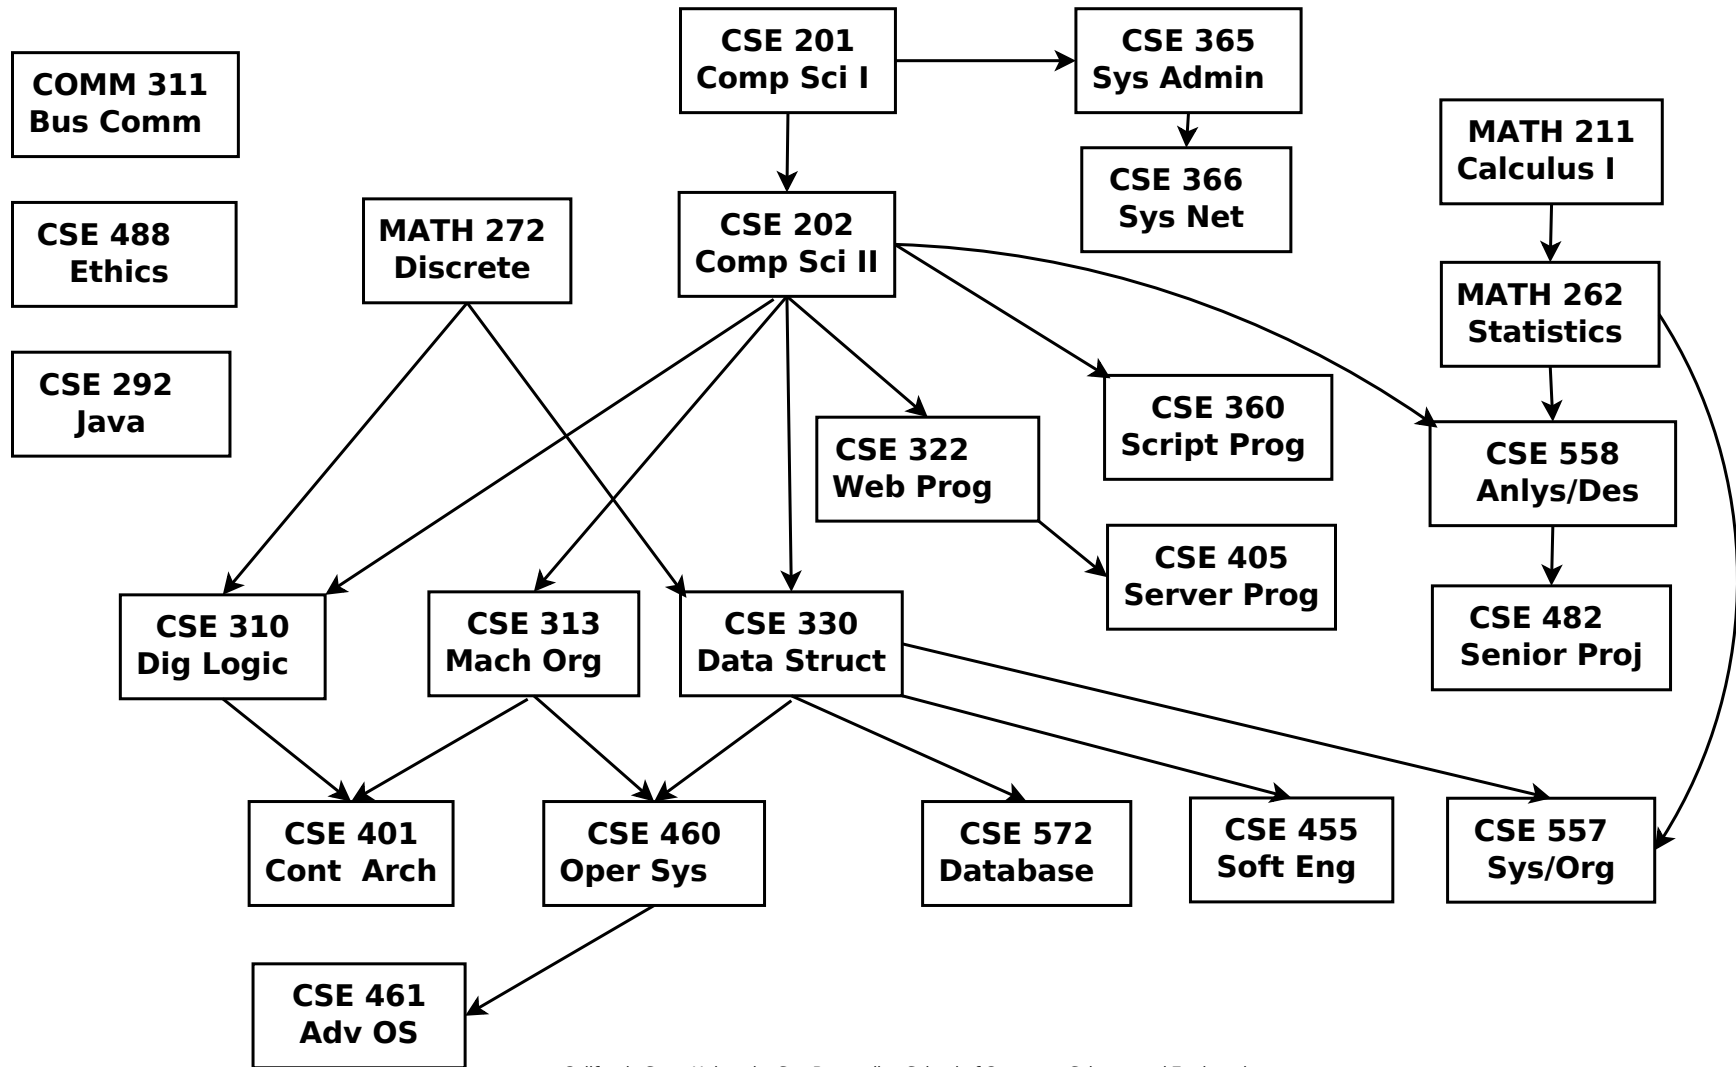 CSE 201
Comp Sci I
CSE 365
Sys Admin
COMM 311
Bus Comm
MATH 211
Calculus I
CSE 366
Sys Net
CSE 488
Ethics
MATH 272
Discrete
CSE 202
Comp Sci II
MATH 262
Statistics
CSE 292
Java
CSE 360
Script Prog
CSE 322
Web Prog
CSE 558
Anlys/Des
CSE 405
Server Prog
CSE 310
Dig Logic
CSE 313
Mach Org
CSE 330
Data Struct
CSE 482
Senior Proj
CSE 401
Cont  Arch
CSE 460
Oper Sys
CSE 572
Database
CSE 455
Soft Eng
CSE 557
Sys/Org
CSE 461
Adv OS